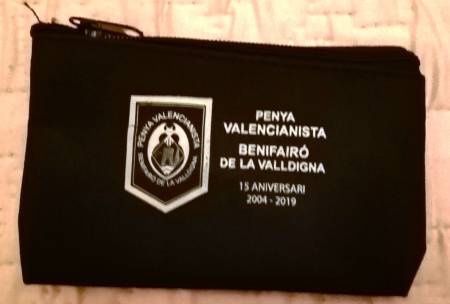 PENYA VALENCIANISTA
BENIFAIRÓ DE LA VALLDIGNA
PENYA
VALENCIANISTA
BENIFAIRÓ
DE LA VALLDIGNA
15 ANIVERSARI
2004 - 2019